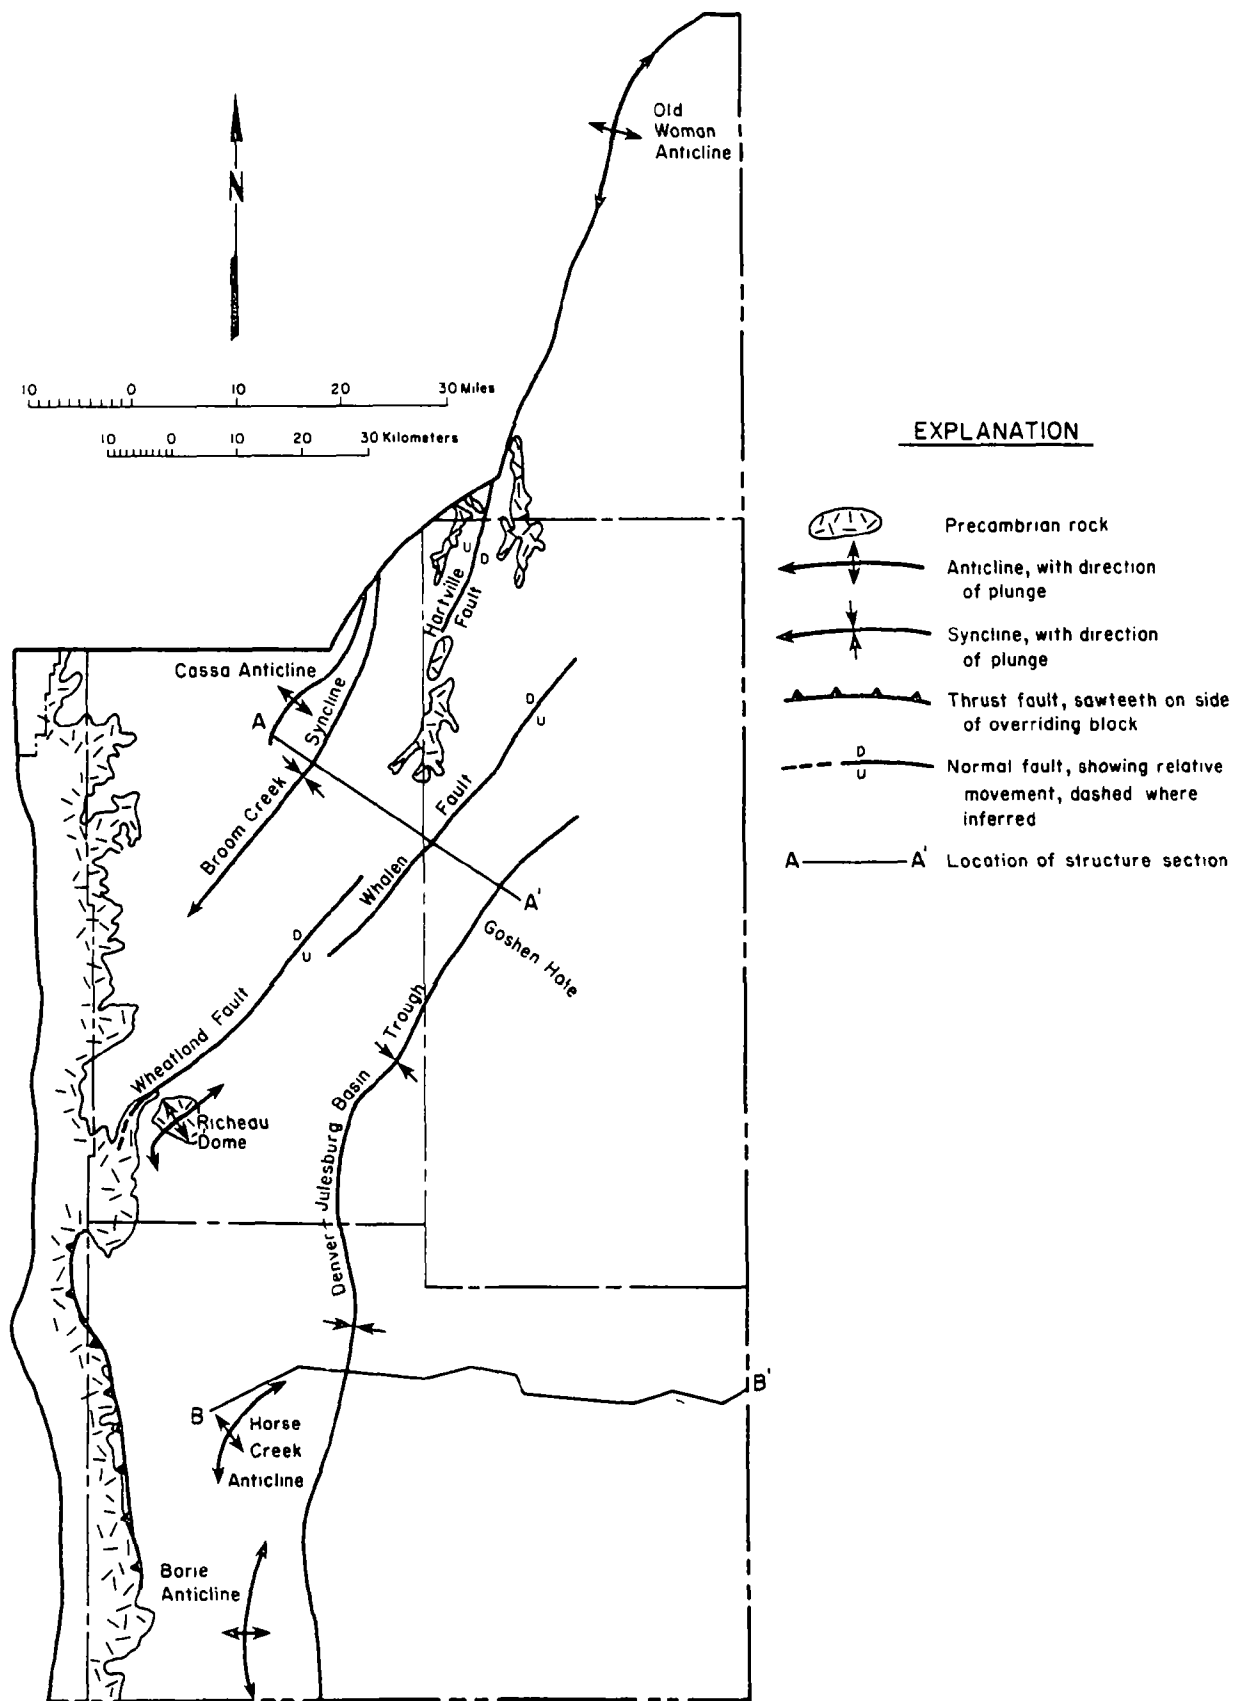 Old
Woman
Anticline
N
10 0 10 20 30 Miles
10 0 10 20 30 Kilometers
EXPLANATION
Precambrian rock
Anticline, with direction
of plunge
Syncline, with direction
of plunge
Thrust fault, sawteeth on side
of overriding block
D
U
Normal fault, showing relative
movement, dashed where
inferred
A A' Location of structure section
U D
Hartville
Fault
Cassa Anticline
A
Broom Creek Syncline
D
U
Whalen Fault
A'
Goshen Hole
D
U
Wheatland Fault
Richeau
Dome
Denver - Julesburg Basin Trough
B
B'
Horse
Creek
Anticline
Borie
Anticline